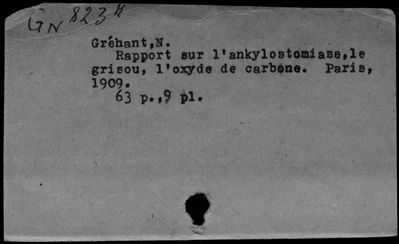 GN 823
Gréhant,N.
Rapport sur l'ankylostomiase,le
grisou, l'oxyde de carbone. Paris,
1909.
63 p.,9 pl.